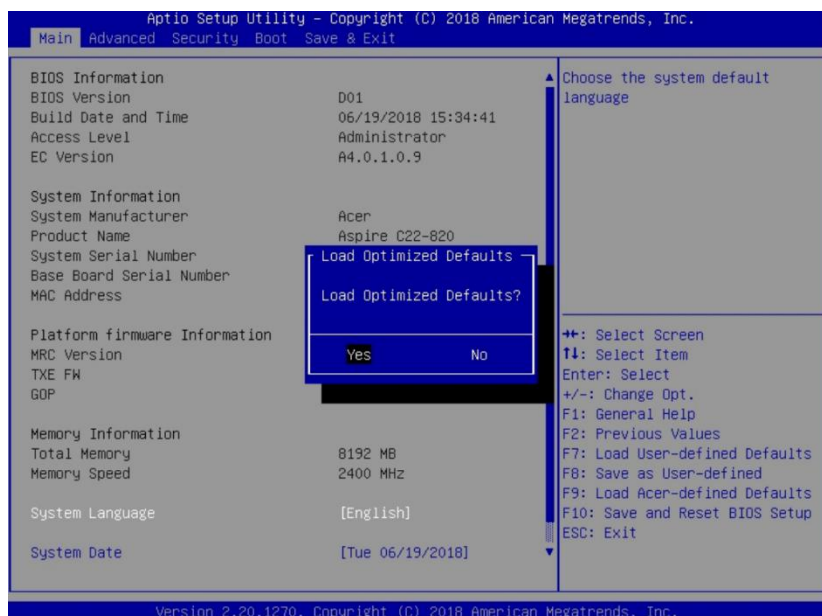 Aptio Setup Utility – Copyright (C) 2018 American Megatrends, Inc.
Main Advanced Security Boot Save & Exit
BIOS Information
BIOS Version D01
Build Date and Time 06/19/2018 15:34:41
Access Level Administrator
EC Version A4.0.1.0.9
System Information
System Manufacturer Acer
Product Name Aspire C22-820
System Serial Number
Base Board Serial Number
MAC Address
Platform firmware Information
MRC Version
TXE FW
GOP
Memory Information
Total Memory 8192 MB
Memory Speed 2400 MHz
System Language [English]
System Date [Tue 06/19/2018]
Load Optimized Defaults
Load Optimized Defaults?
Yes No
Choose the system default
language
→←: Select Screen
↑↓: Select Item
Enter: Select
+/-: Change Opt.
F1: General Help
F2: Previous Values
F7: Load User-defined Defaults
F8: Save as User-defined
F9: Load Acer-defined Defaults
F10: Save and Reset BIOS Setup
ESC: Exit
Version 2.20.1270. Copyright (C) 2018 American Megatrends, Inc.